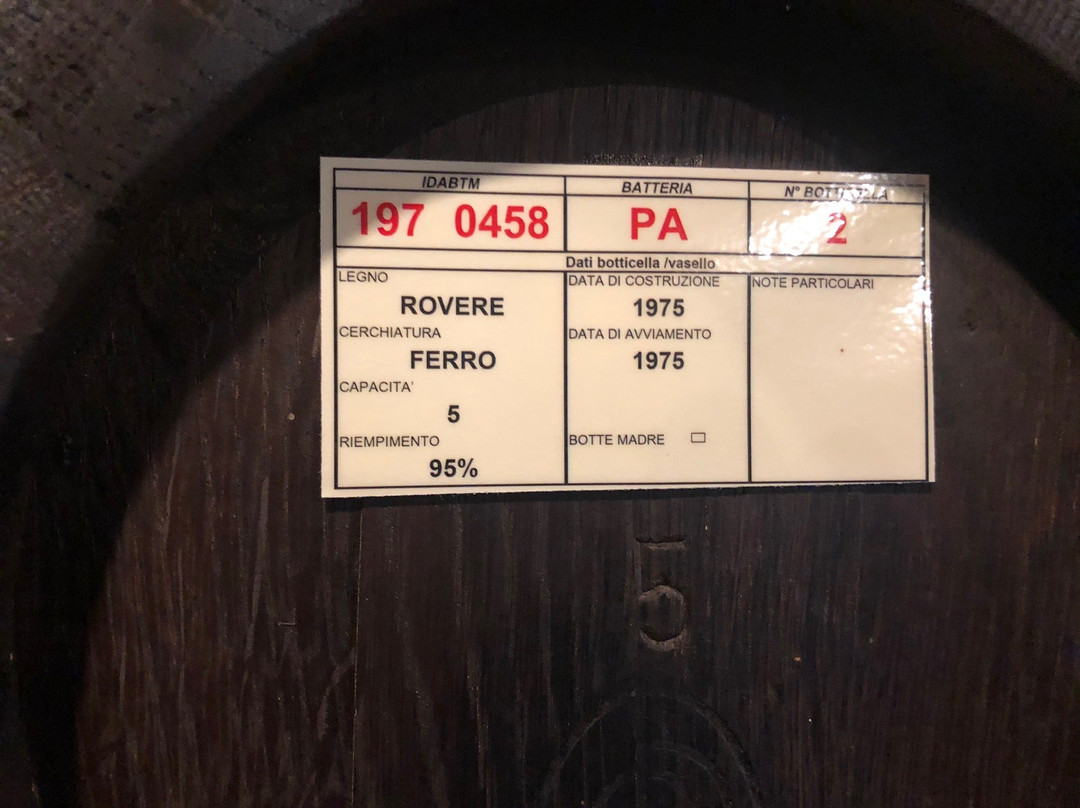 IDABTM BATTERIA N° BOTTICELLA
197 0458 PA 2
Dati botticella /vasello
LEGNO DATA DI COSTRUZIONE NOTE PARTICOLARI
ROVERE 1975
CERCHIATURA DATA DI AVVIAMENTO
FERRO 1975
CAPACITA'
5
RIEMPIMENTO BOTTE MADRE
95%
5